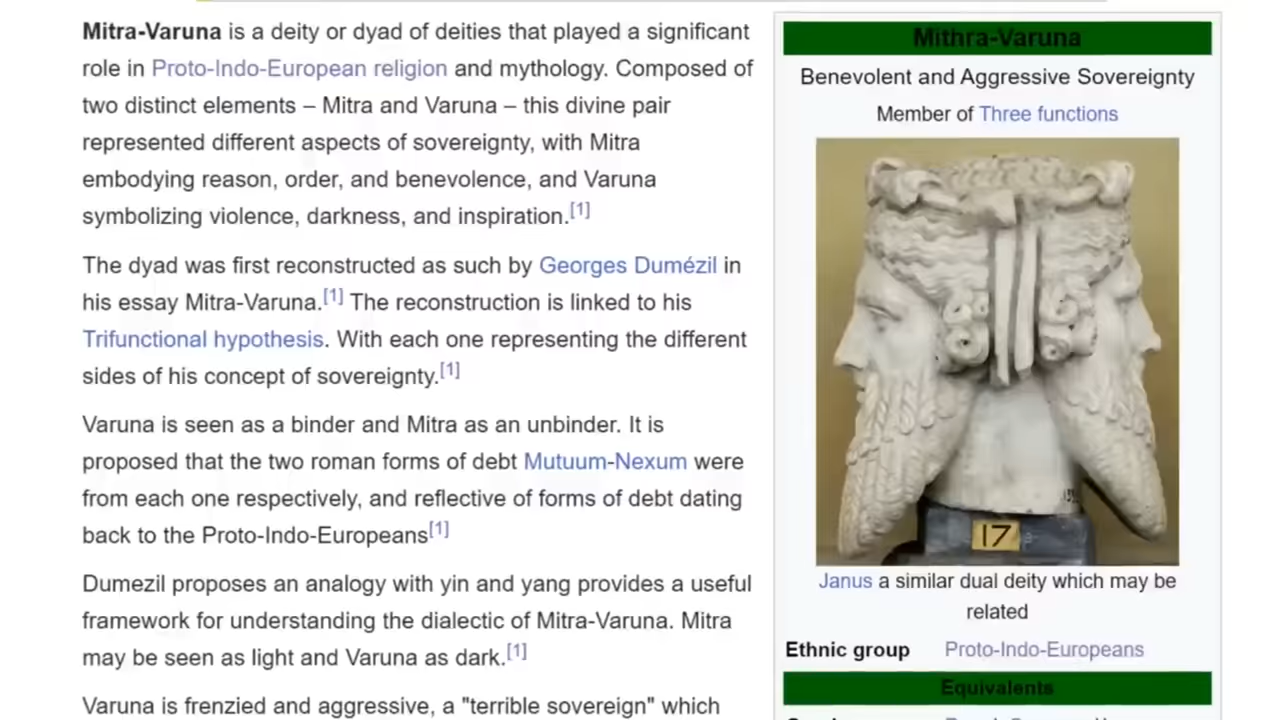 Mitra-Varuna is a deity or dyad of deities that played a significant
role in Proto-Indo-European religion and mythology. Composed of
two distinct elements – Mitra and Varuna – this divine pair
represented different aspects of sovereignty, with Mitra
embodying reason, order, and benevolence, and Varuna
symbolizing violence, darkness, and inspiration.[1]
The dyad was first reconstructed as such by Georges Dumézil in
his essay Mitra-Varuna.[1] The reconstruction is linked to his
Trifunctional hypothesis. With each one representing the different
sides of his concept of sovereignty.[1]
Varuna is seen as a binder and Mitra as an unbinder. It is
proposed that the two roman forms of debt Mutuum-Nexum were
from each one respectively, and reflective of forms of debt dating
back to the Proto-Indo-Europeans[1]
Dumezil proposes an analogy with yin and yang provides a useful
framework for understanding the dialectic of Mitra-Varuna. Mitra
may be seen as light and Varuna as dark.[1]
Varuna is frenzied and aggressive, a "terrible sovereign" which
Mithra-Varuna
Benevolent and Aggressive Sovereignty
Member of Three functions
17
Janus a similar dual deity which may be
related
Ethnic group Proto-Indo-Europeans
Equivalents